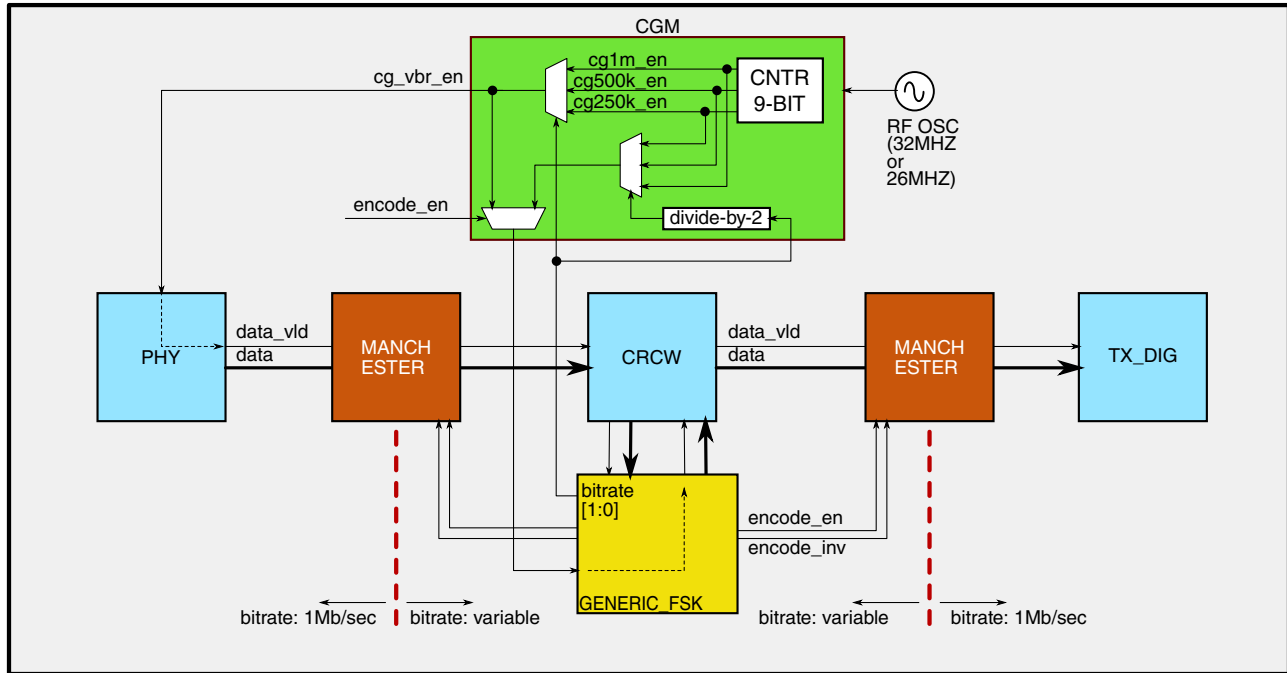 CGM
cg_vbr_en
cg1m_en
cg500k_en
cg250k_en
CNTR
9-BIT
RF OSC
(32MHZ
or
26MHZ)
encode_en
divide-by-2
PHY
data_vld
data
MANCH
ESTER
CRCW
data_vld
data
MANCH
ESTER
TX_DIG
bitrate
[1:0]
encode_en
encode_inv
GENERIC_FSK
bitrate: 1Mb/sec
bitrate: variable
bitrate: variable
bitrate: 1Mb/sec